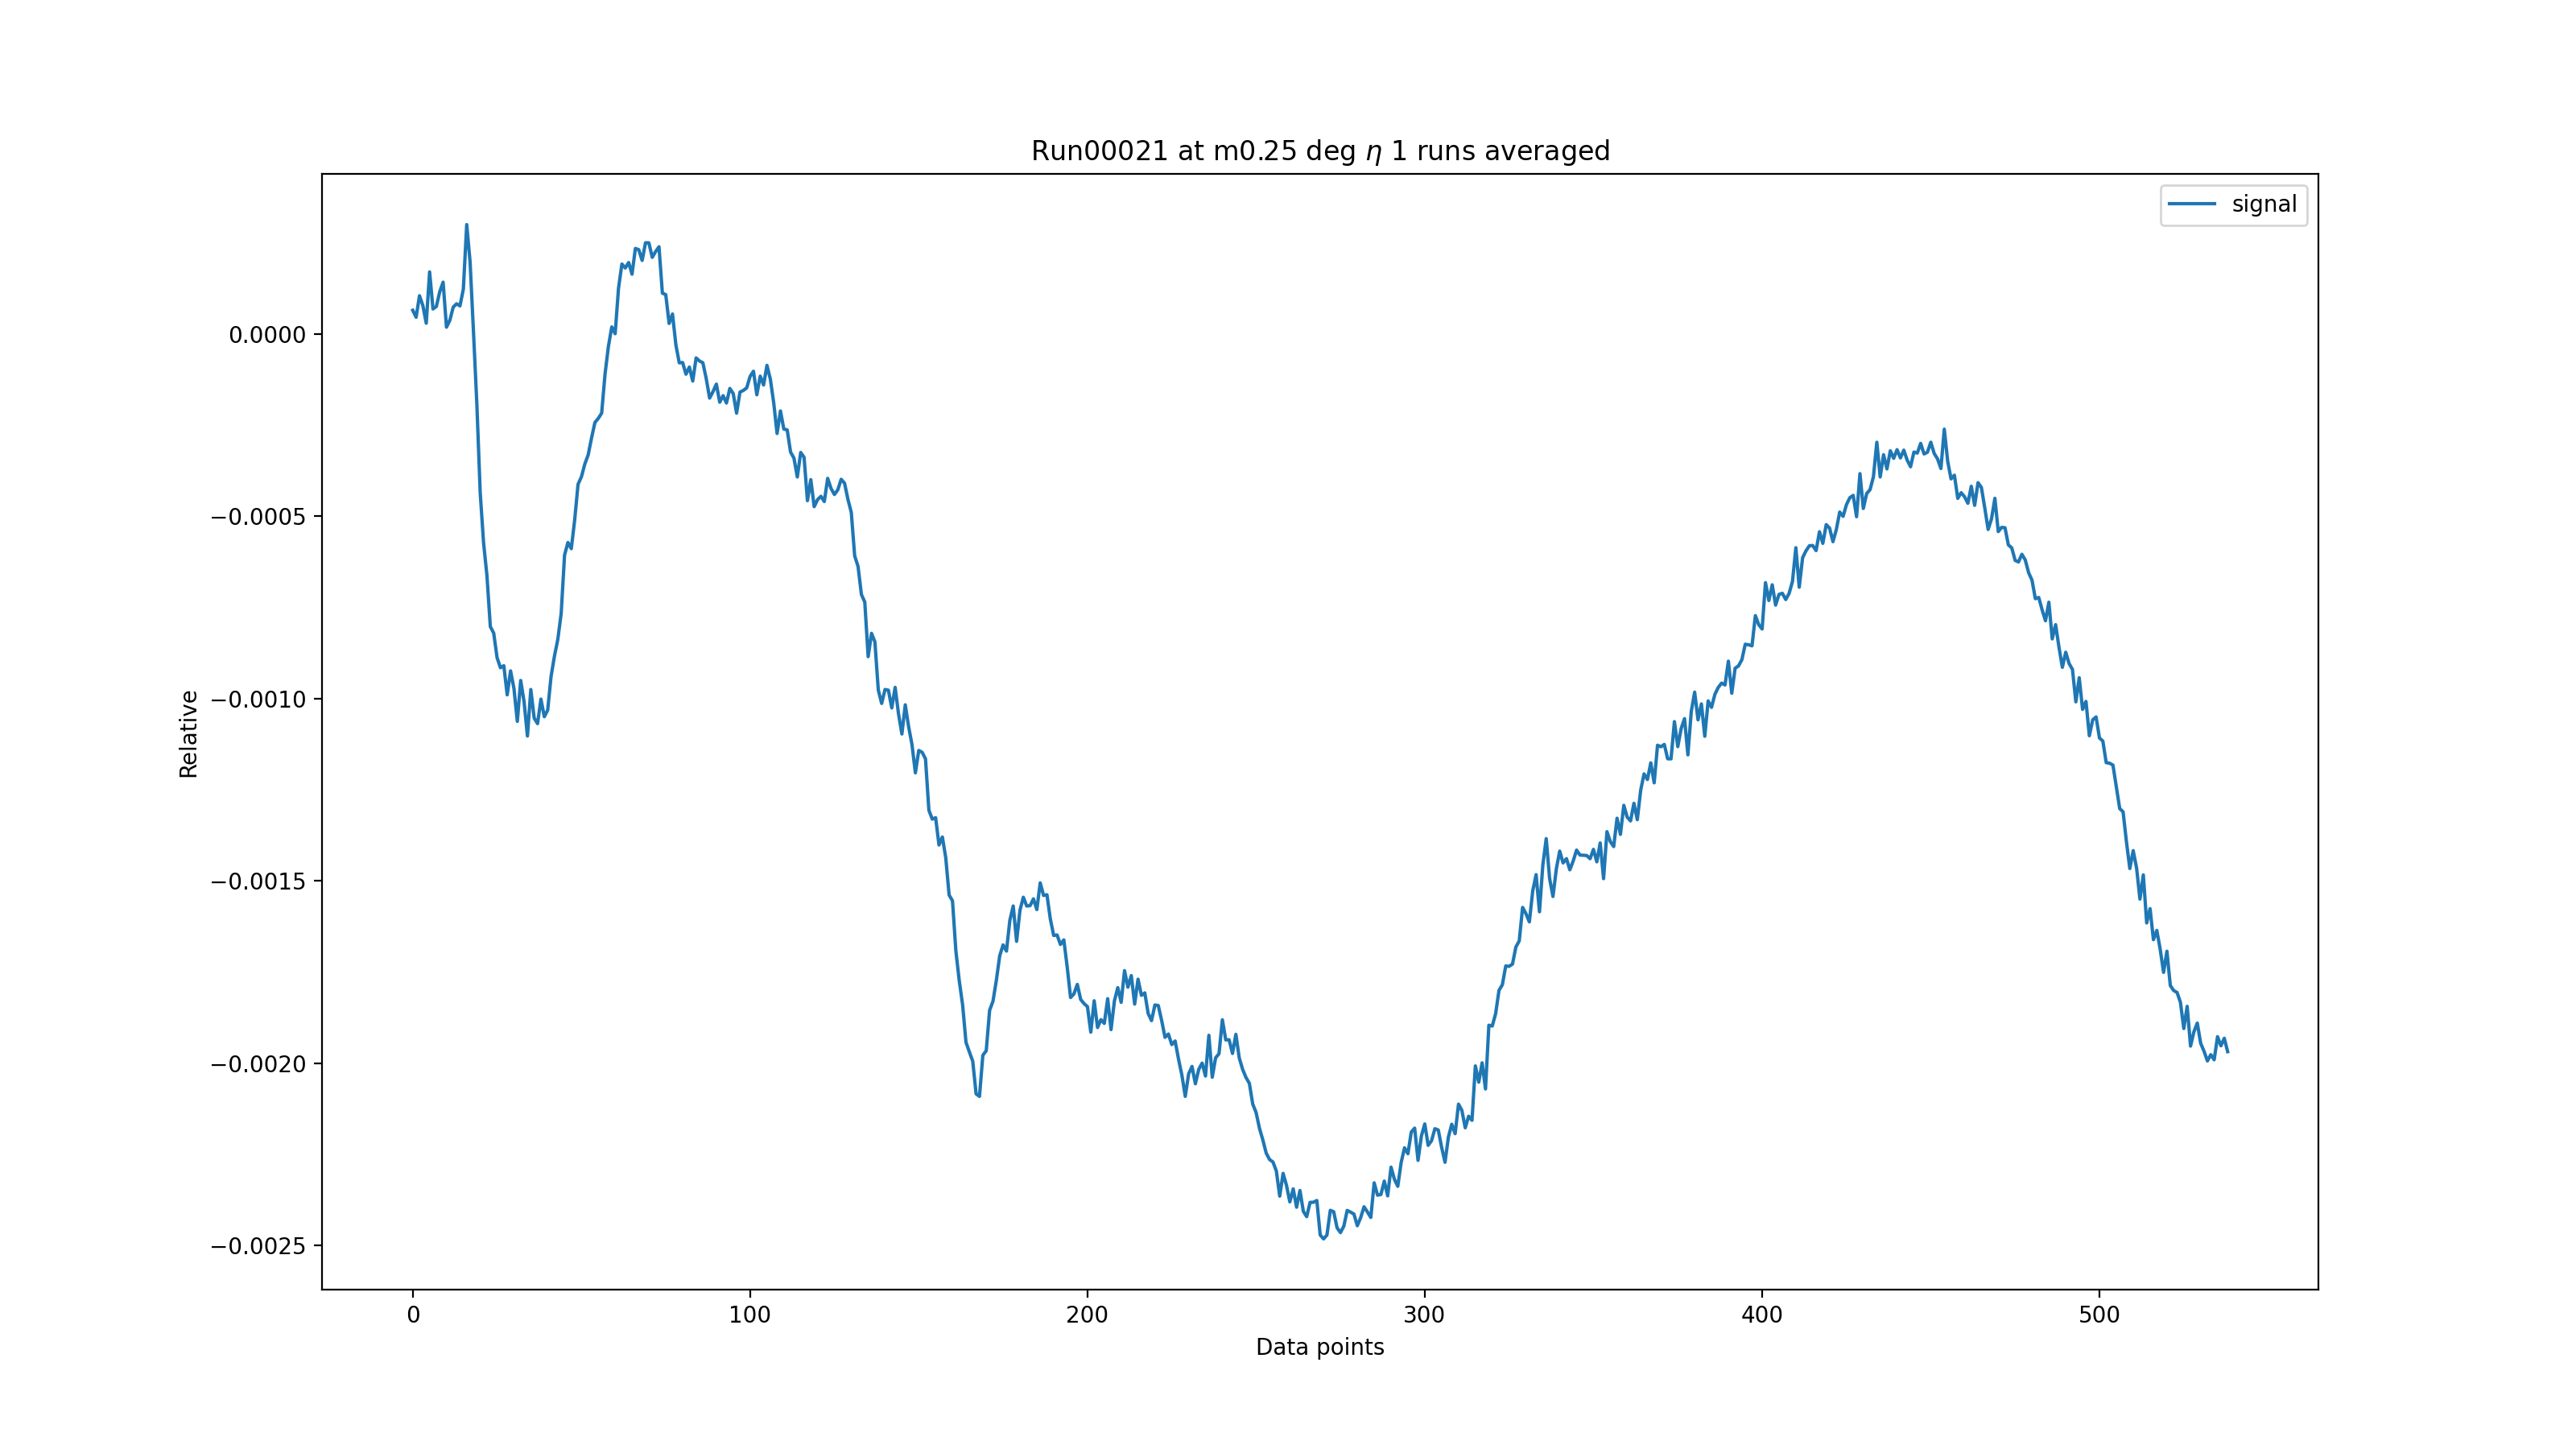 Run00021 at m0.25 deg η 1 runs averaged
signal
0.0000
−0.0005
−0.0010
−0.0015
−0.0020
−0.0025
Relative
0 100 200 300 400 500
Data points